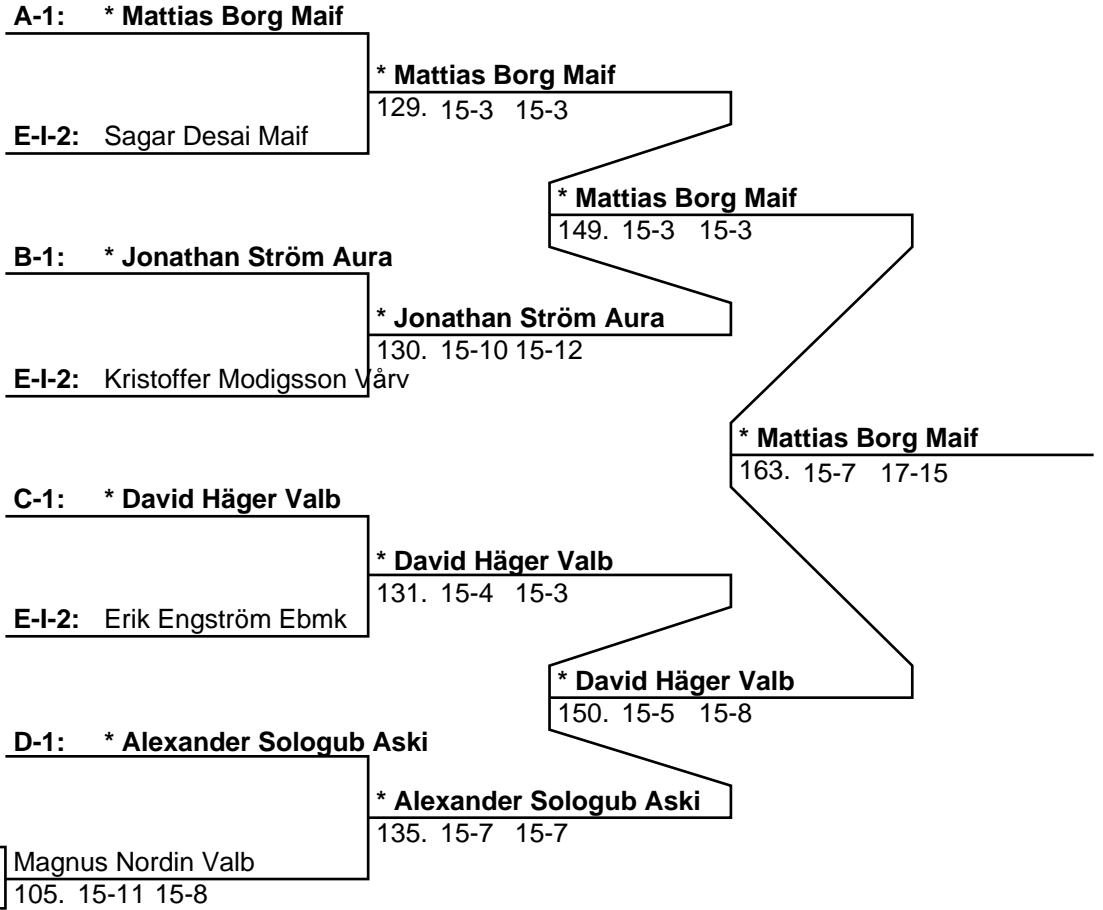 A-1: * Mattias Borg Maif
* Mattias Borg Maif
129. 15-3 15-3
E-I-2: Sagar Desai Maif
* Mattias Borg Maif
149. 15-3 15-3
B-1: * Jonathan Ström Aura
* Jonathan Ström Aura
130. 15-10 15-12
E-I-2: Kristoffer Modigsson Vårv
* Mattias Borg Maif
163. 15-7 17-15
C-1: * David Häger Valb
* David Häger Valb
131. 15-4 15-3
E-I-2: Erik Engström Ebmk
* David Häger Valb
150. 15-5 15-8
D-1: * Alexander Sologub Aski
* Alexander Sologub Aski
135. 15-7 15-7
Magnus Nordin Valb
105. 15-11 15-8